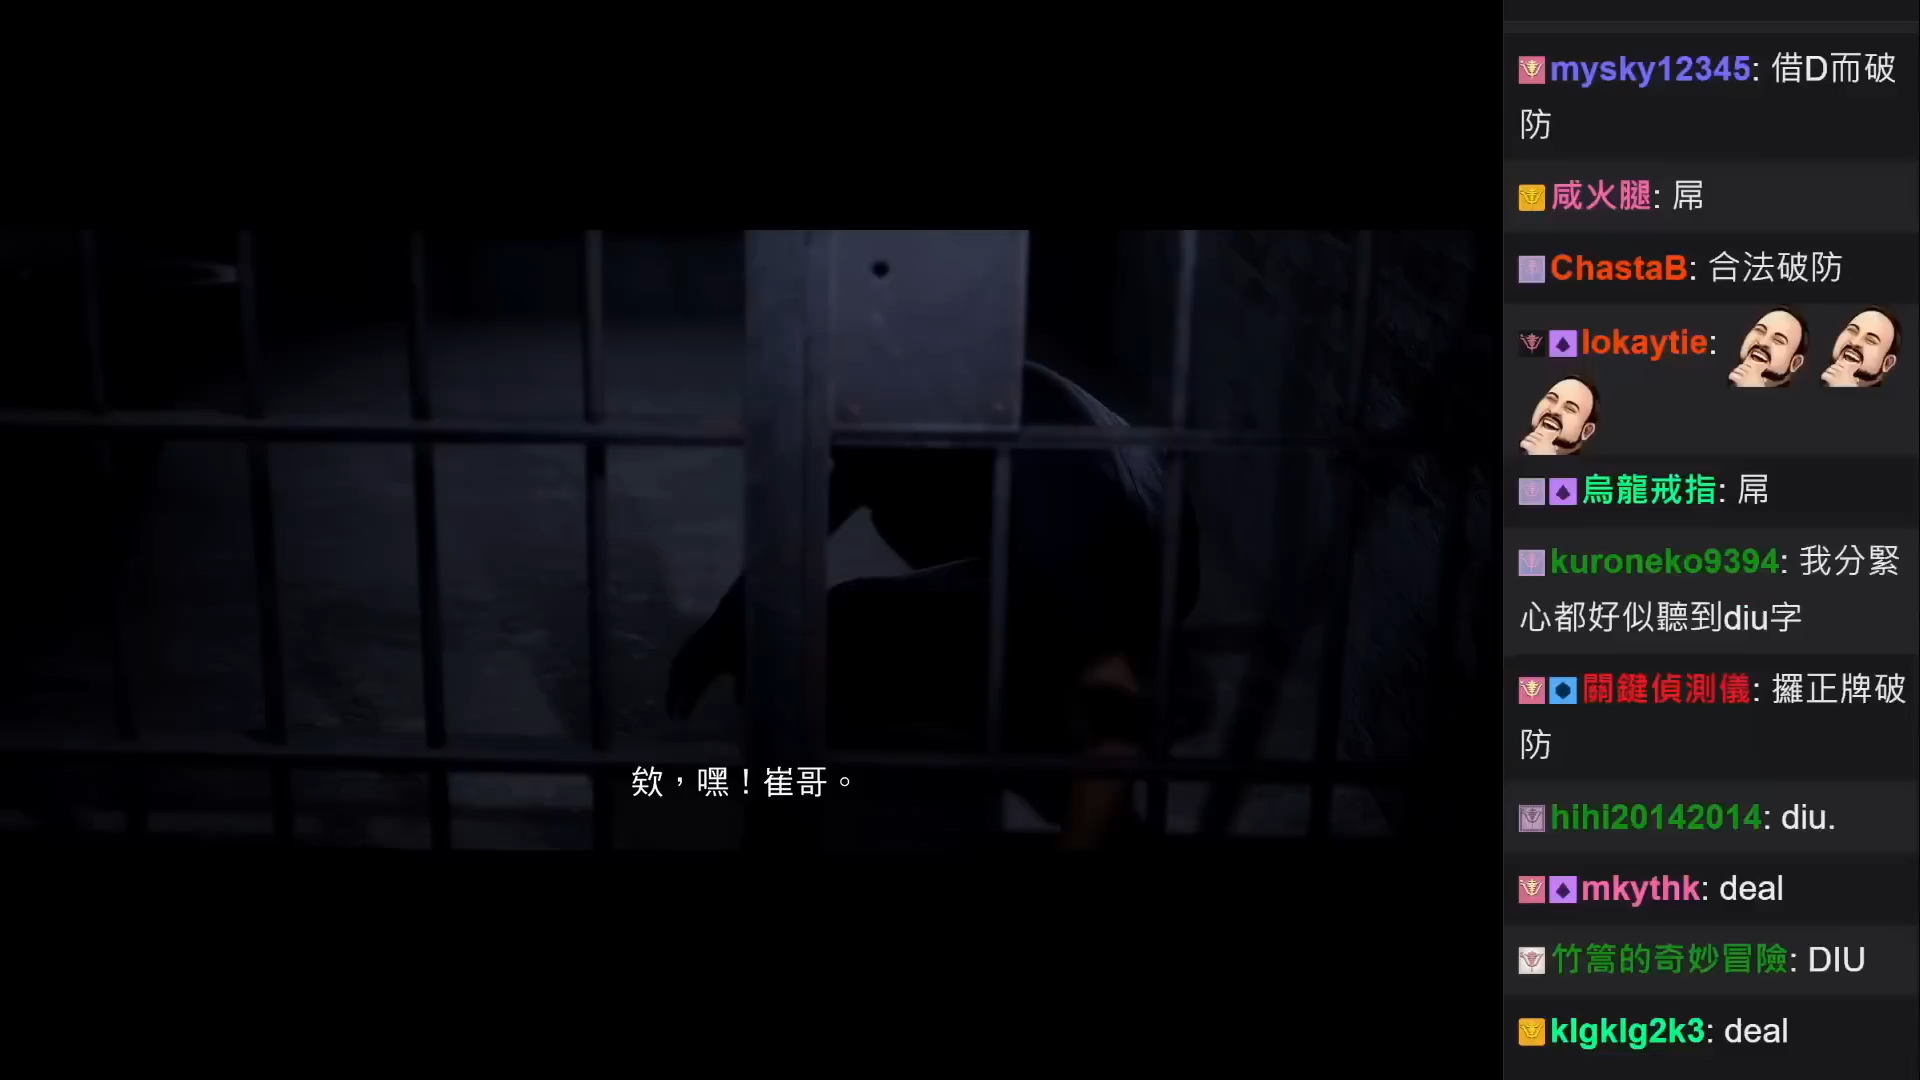 欸，嘿！崔哥。
mysky12345: 借D而破
防
咸火腿: 屌
ChastaB: 合法破防
lokaytie:
烏龍戒指: 屌
kuroneko9394: 我分緊
心都好似聽到diu字
關鍵偵測儀: 攞正牌破
防
hihi20142014: diu.
mkythk: deal
竹篙的奇妙冒險: DIU
klgklg2k3: deal